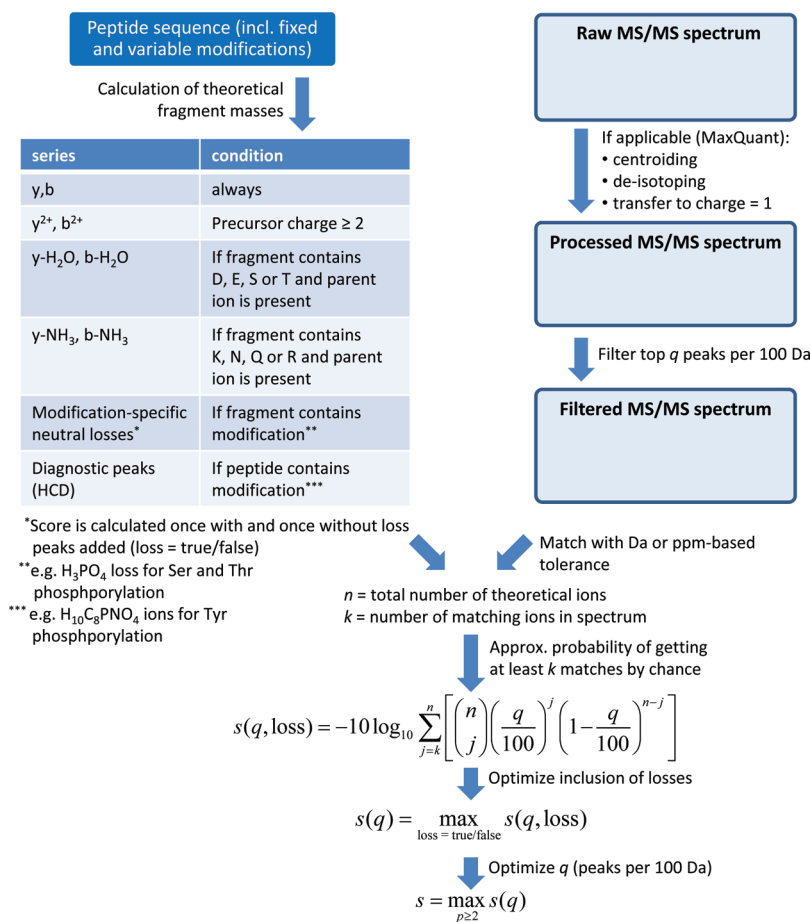 Peptide sequence (incl. fixed
and variable modifications)
Calculation of theoretical
fragment masses
series condition
y,b always
y²⁺, b²⁺ Precursor charge ≥ 2
y-H₂O, b-H₂O If fragment contains
D, E, S or T and parent
ion is present
y-NH₃, b-NH₃ If fragment contains
K, N, Q or R and parent
ion is present
Modification-specific If fragment contains
neutral losses* modification**
Diagnostic peaks If peptide contains
(HCD) modification***
*Score is calculated once with and once without loss
peaks added (loss = true/false)
**e.g. H₃PO₄ loss for Ser and Thr
phosphorylation
***e.g. H₁₀C₈PNO₄ ions for Tyr
phosphporylation
Raw MS/MS spectrum
If applicable (MaxQuant):
• centroiding
• de-isotoping
• transfer to charge = 1
Processed MS/MS spectrum
Filter top q peaks per 100 Da
Filtered MS/MS spectrum
Match with Da or ppm-based
tolerance
n = total number of theoretical ions
k = number of matching ions in spectrum
Approx. probability of getting
at least k matches by chance
s(q,loss) = −10 log₁₀ ∑_{j=k}^{n} [ (n j) (q/100)^j (1 − q/100)^{n−j} ]
Optimize inclusion of losses
s(q) = max_{loss = true/false} s(q,loss)
Optimize q (peaks per 100 Da)
s = max_{p≥2} s(q)